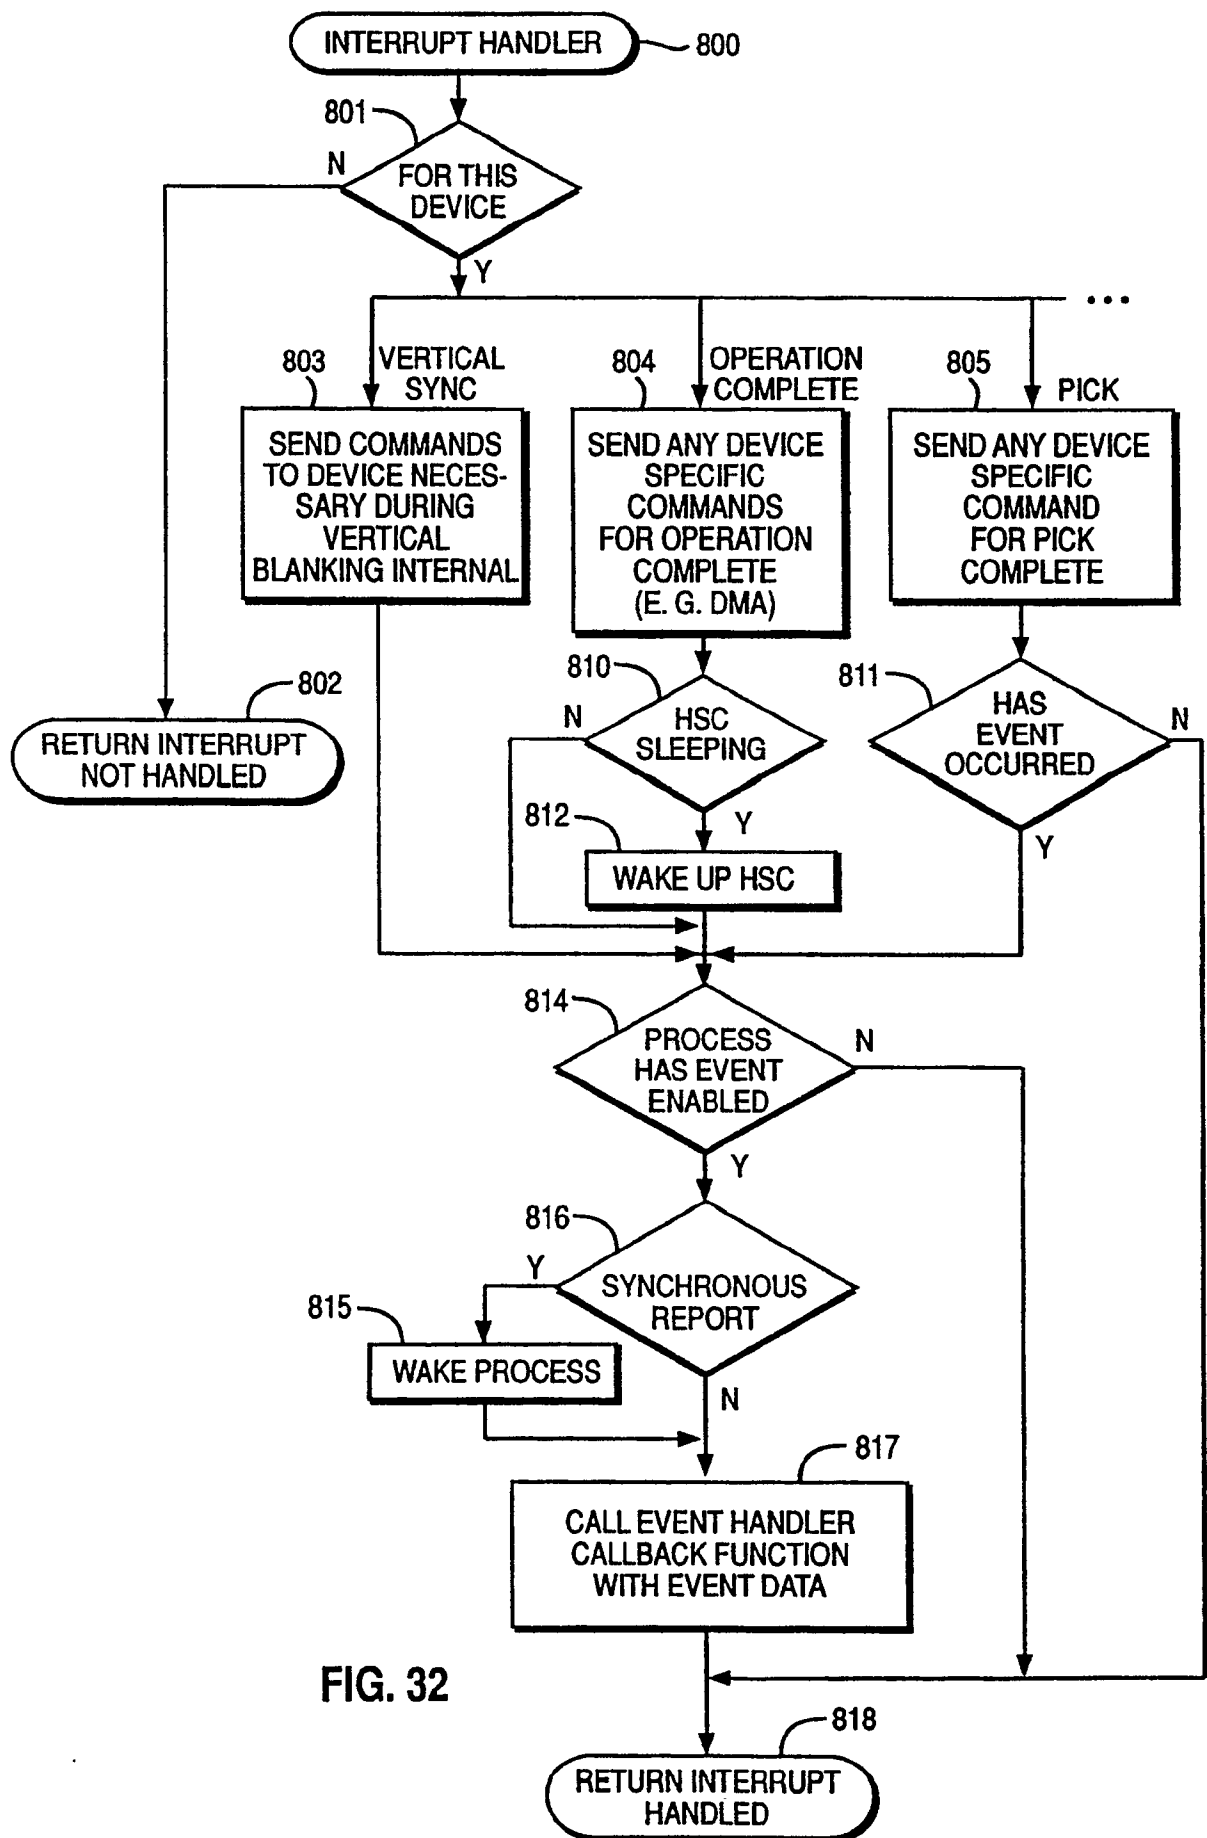 INTERRUPT HANDLER
800
801
N
FOR THIS
DEVICE
Y
...
803
VERTICAL
SYNC
SEND COMMANDS
TO DEVICE NECES-
SARY DURING
VERTICAL
BLANKING INTERNAL
804
OPERATION
COMPLETE
SEND ANY DEVICE
SPECIFIC
COMMANDS
FOR OPERATION
COMPLETE
(E. G. DMA)
805
PICK
SEND ANY DEVICE
SPECIFIC
COMMAND
FOR PICK
COMPLETE
802
RETURN INTERRUPT
NOT HANDLED
810
N
HSC
SLEEPING
Y
811
HAS
EVENT
OCCURRED
N
Y
812
WAKE UP HSC
814
PROCESS
HAS EVENT
ENABLED
N
Y
816
Y
SYNCHRONOUS
REPORT
N
815
WAKE PROCESS
817
CALL EVENT HANDLER
CALLBACK FUNCTION
WITH EVENT DATA
FIG. 32
818
RETURN INTERRUPT
HANDLED